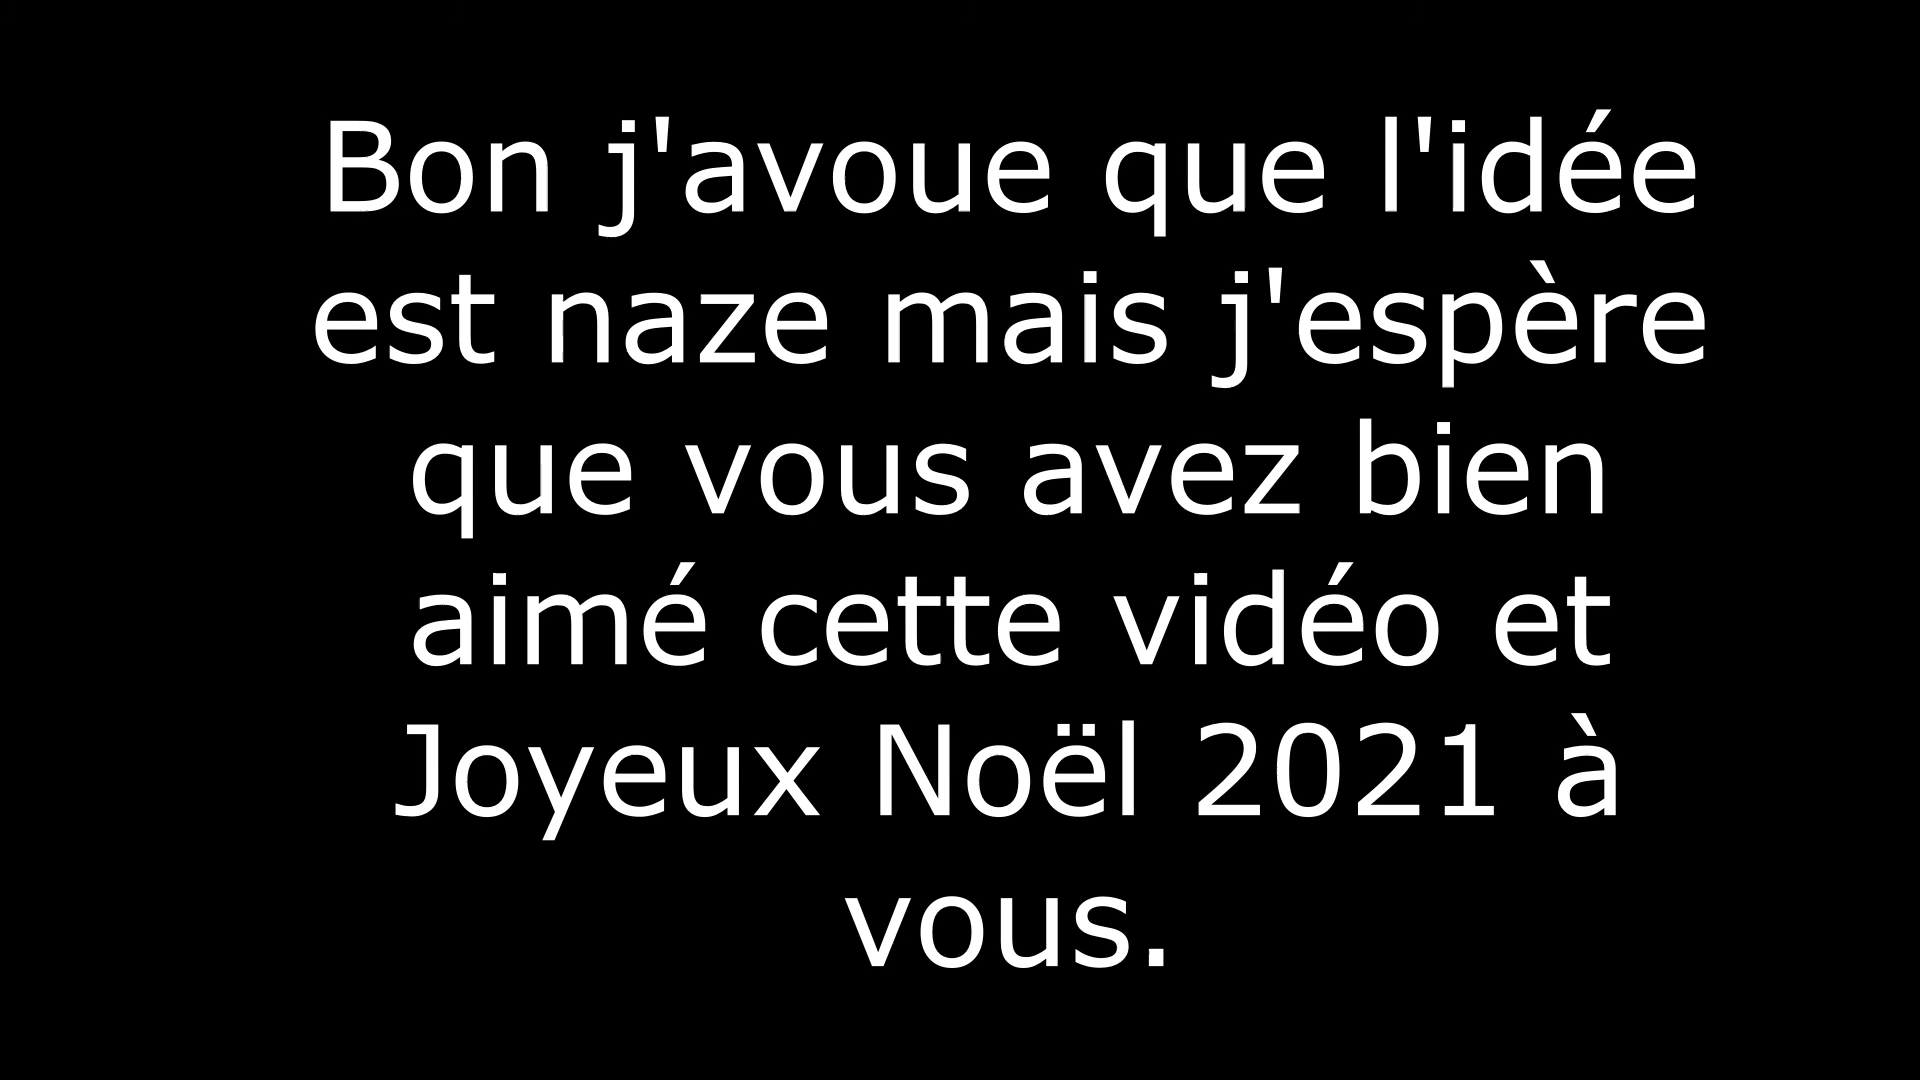 Bon j'avoue que l'idée
est naze mais j'espère
que vous avez bien
aimé cette vidéo et
Joyeux Noël 2021 à
vous.